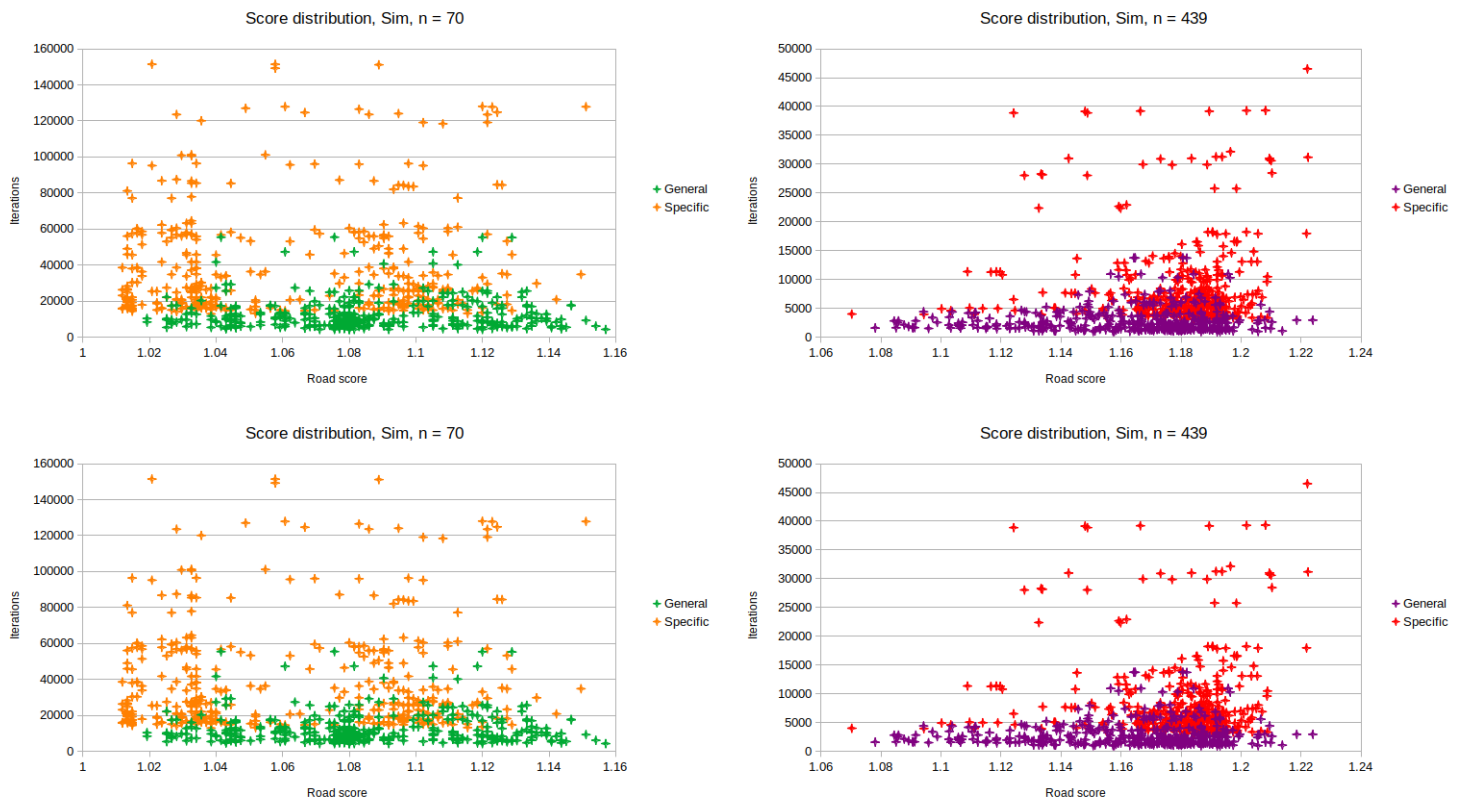 Score distribution, Sim, n = 70
160000
140000
120000
100000
80000
60000
40000
20000
0
Iterations
1 1.02 1.04 1.06 1.08 1.1 1.12 1.14 1.16
Road score
General
Specific
Score distribution, Sim, n = 439
50000
45000
40000
35000
30000
25000
20000
15000
10000
5000
0
Iterations
1.06 1.08 1.1 1.12 1.14 1.16 1.18 1.2 1.22 1.24
Road score
General
Specific
Score distribution, Sim, n = 70
160000
140000
120000
100000
80000
60000
40000
20000
0
Iterations
1 1.02 1.04 1.06 1.08 1.1 1.12 1.14 1.16
Road score
General
Specific
Score distribution, Sim, n = 439
50000
45000
40000
35000
30000
25000
20000
15000
10000
5000
0
Iterations
1.06 1.08 1.1 1.12 1.14 1.16 1.18 1.2 1.22 1.24
Road score
General
Specific